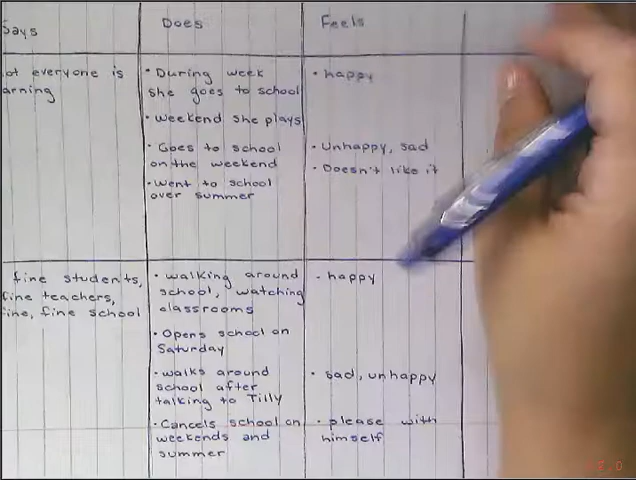 Says
Does
Feels
ot everyone is
arning
• During week
she goes to school
• Weekend she plays
• Goes to school
on the weekend
• Went to school
over summer
• happy
• Unhappy, sad
• Doesn't like it
fine students,
fine teachers,
fine, fine school
• walking around
school, watching
classrooms
• Opens school on
Saturday
• walks around
school after
talking to Tilly
• Cancels school on
weekends and
summer
- happy
• sad, unhappy
• please with
himself